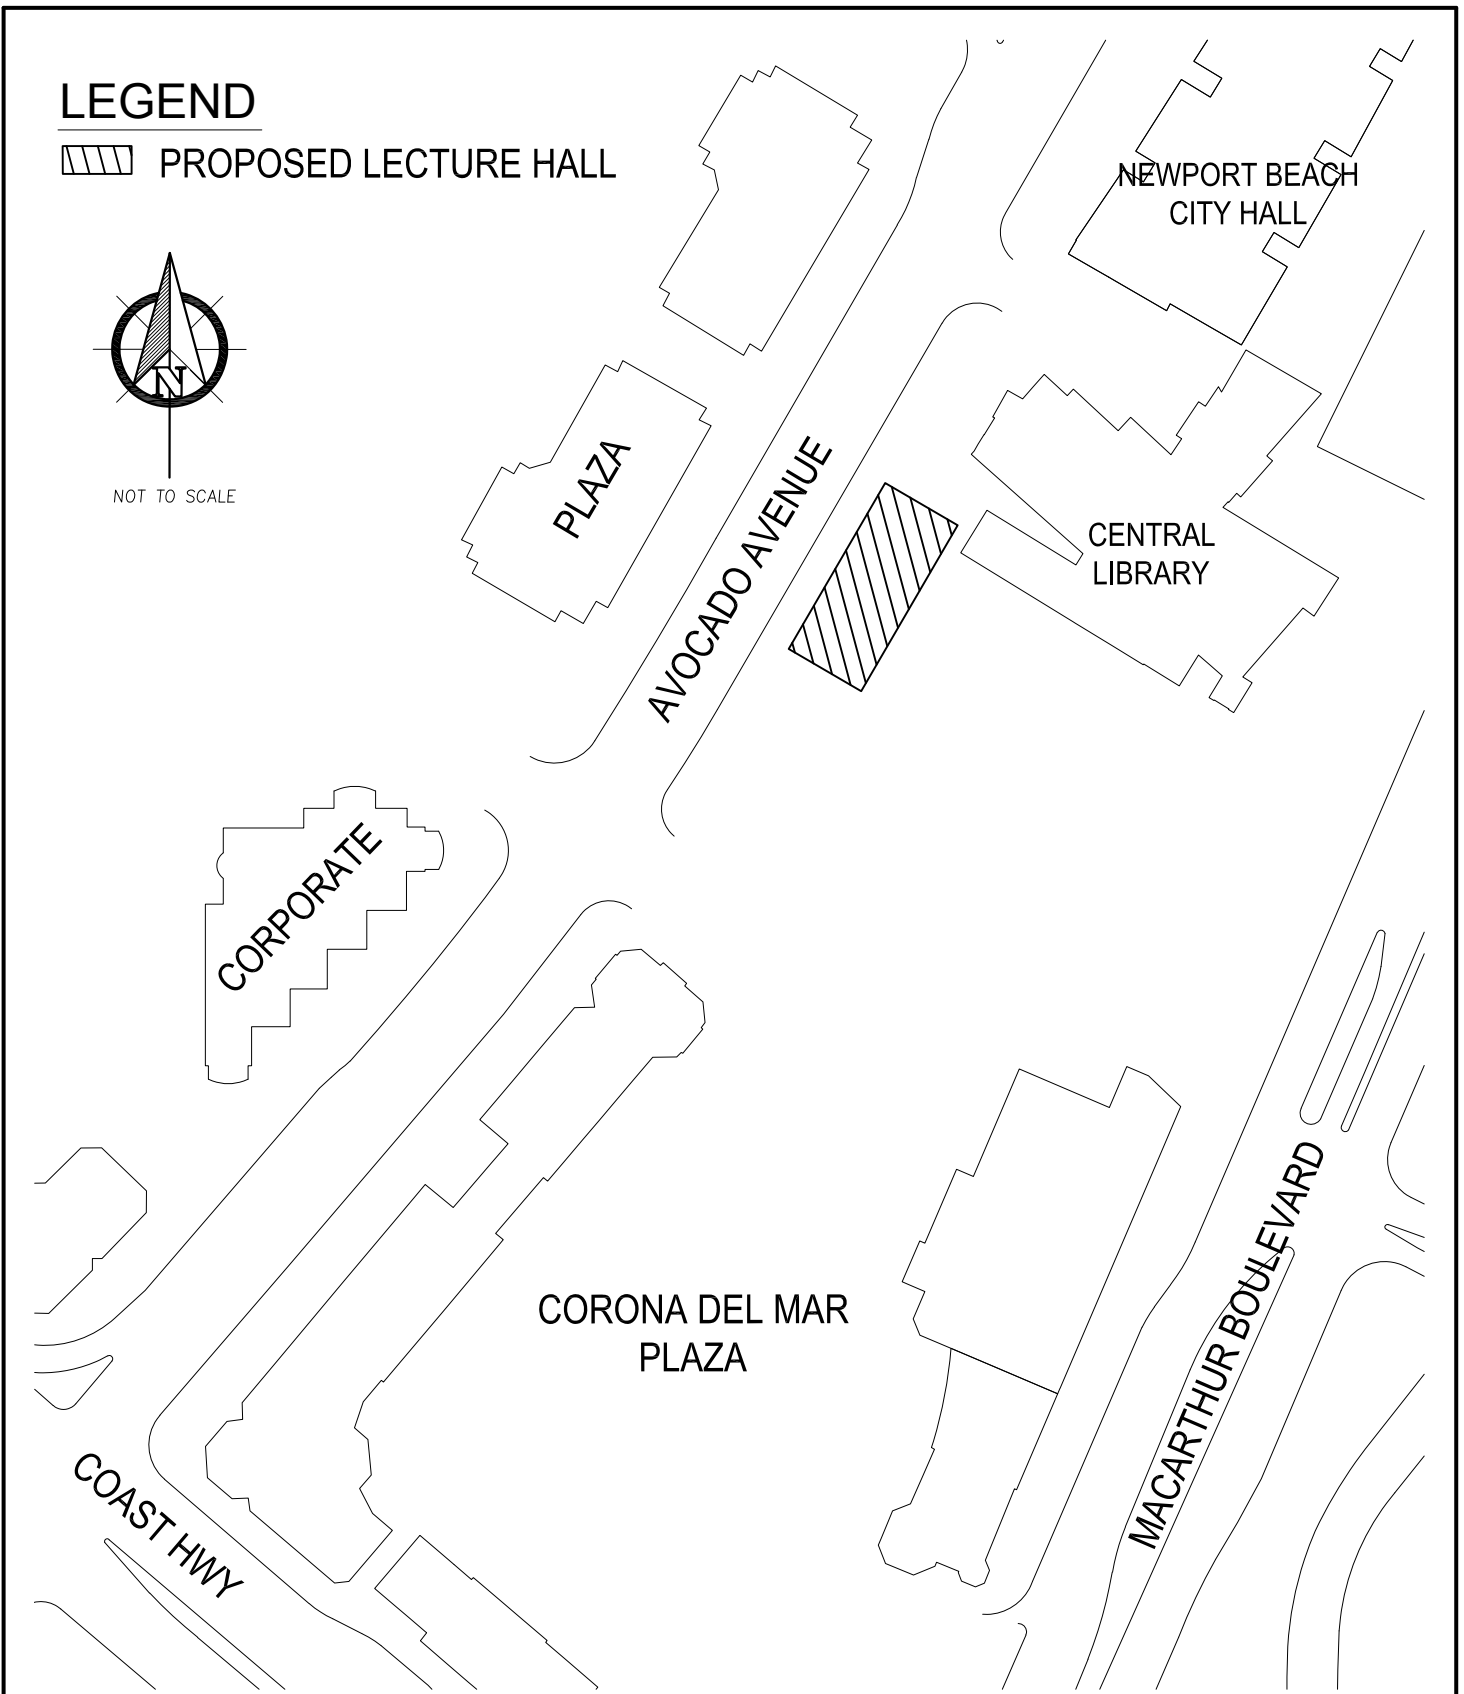 LEGEND
PROPOSED LECTURE HALL
N
NOT TO SCALE
NEWPORT BEACH
CITY HALL
PLAZA
AVOCADO AVENUE
CENTRAL
LIBRARY
CORPORATE
CORONA DEL MAR
PLAZA
MACARTHUR BOULEVARD
COAST HWY